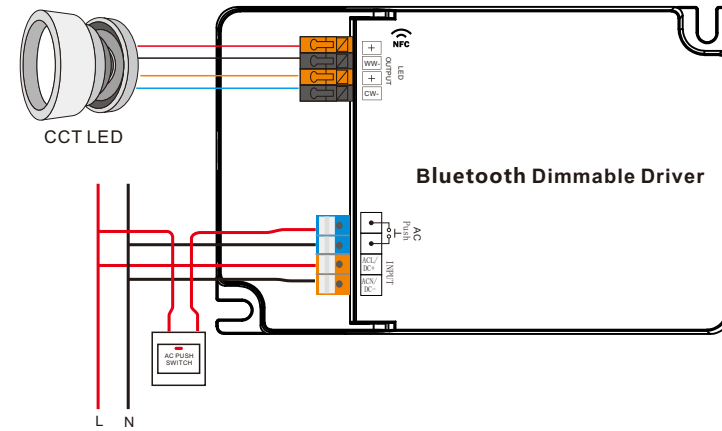 NFC
+
WW-
+
CW-
LED
OUTPUT
CCT LED
Bluetooth Dimmable Driver
AC
Push
ACL/
DC+
ACN/
DC-
INPUT
AC PUSH
SWITCH
L N